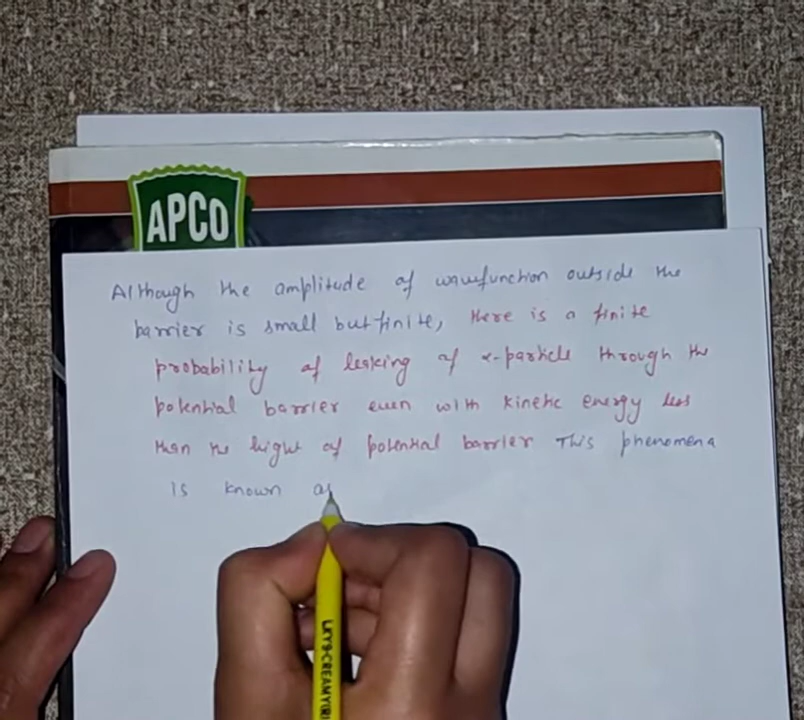 APCO
Although the amplitude of wavefunction outside the
barrier is small but finite, there is a finite
probability of leaking of α-particle through the
potential barrier even with kinetic energy less
than the hight of potential barrier This phenomena
is known as
LEYS-CREAMY